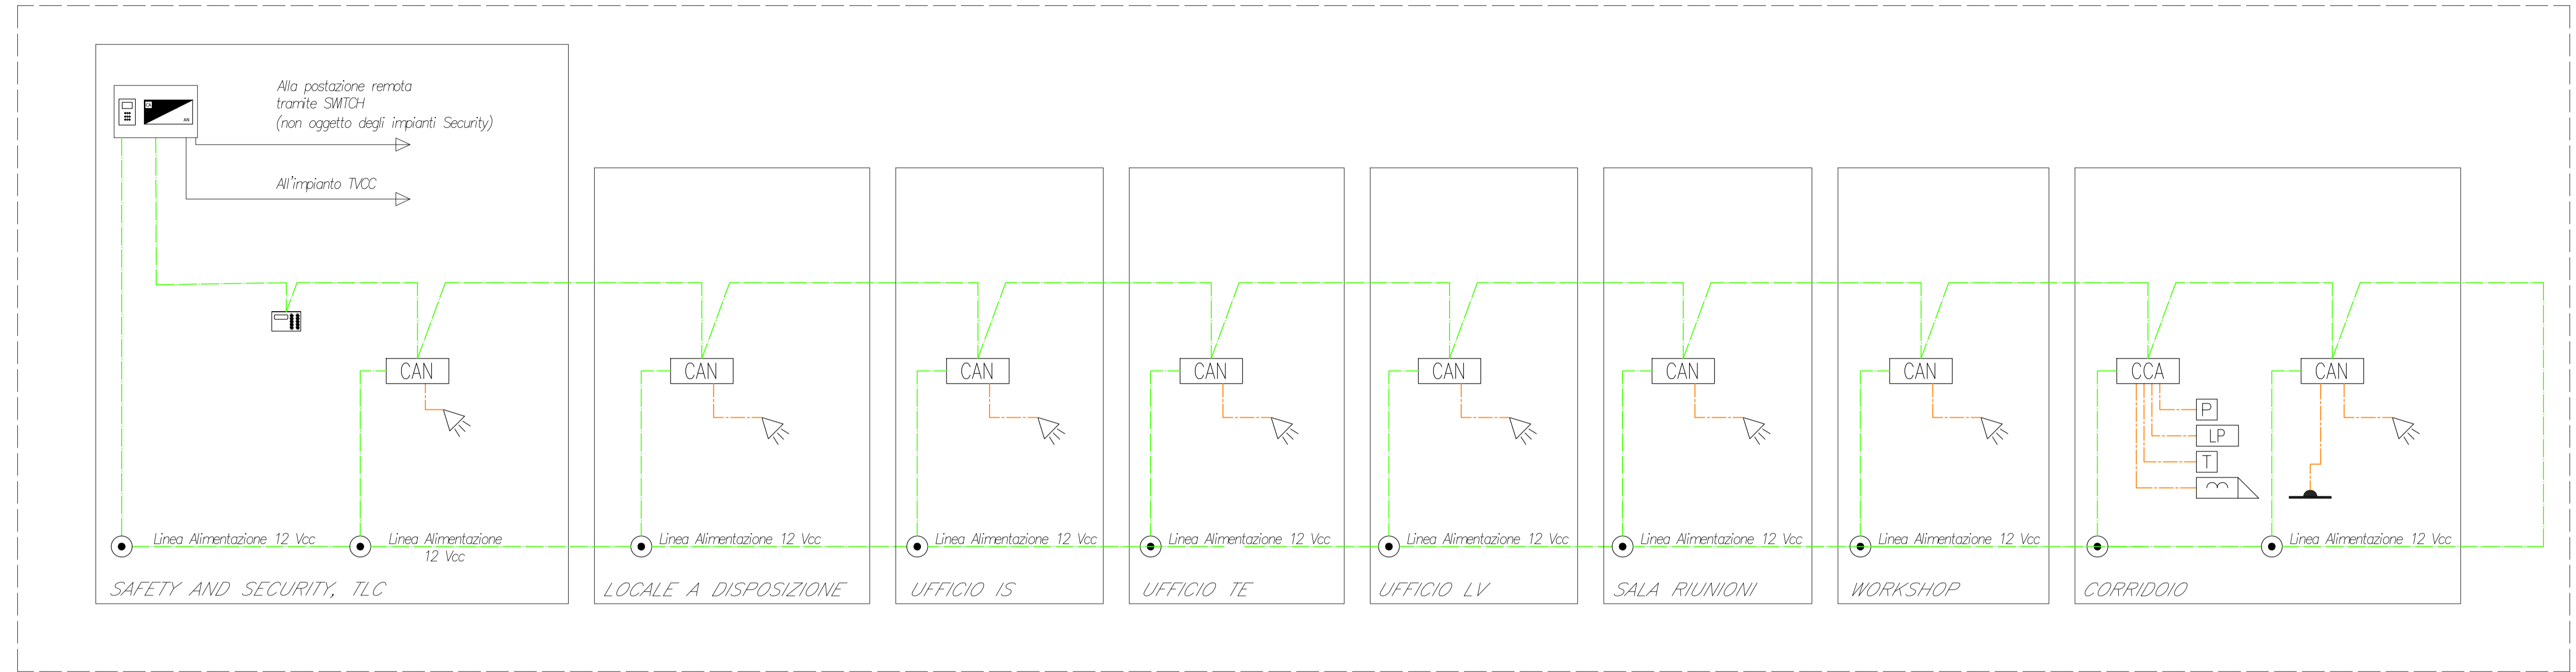 Alla postazione remota
tramite SWITCH
(non oggetto degli impianti Security)
CA
AN
All'impianto TVCC
CAN
CAN
CAN
CAN
CAN
CAN
CAN
CCA
CAN
P
LP
T
Linea Alimentazione 12 Vcc
Linea Alimentazione
12 Vcc
Linea Alimentazione 12 Vcc
Linea Alimentazione 12 Vcc
Linea Alimentazione 12 Vcc
Linea Alimentazione 12 Vcc
Linea Alimentazione 12 Vcc
Linea Alimentazione 12 Vcc
Linea Alimentazione 12 Vcc
SAFETY AND SECURITY, TLC
LOCALE A DISPOSIZIONE
UFFICIO IS
UFFICIO TE
UFFICIO LV
SALA RIUNIONI
WORKSHOP
CORRIDOIO